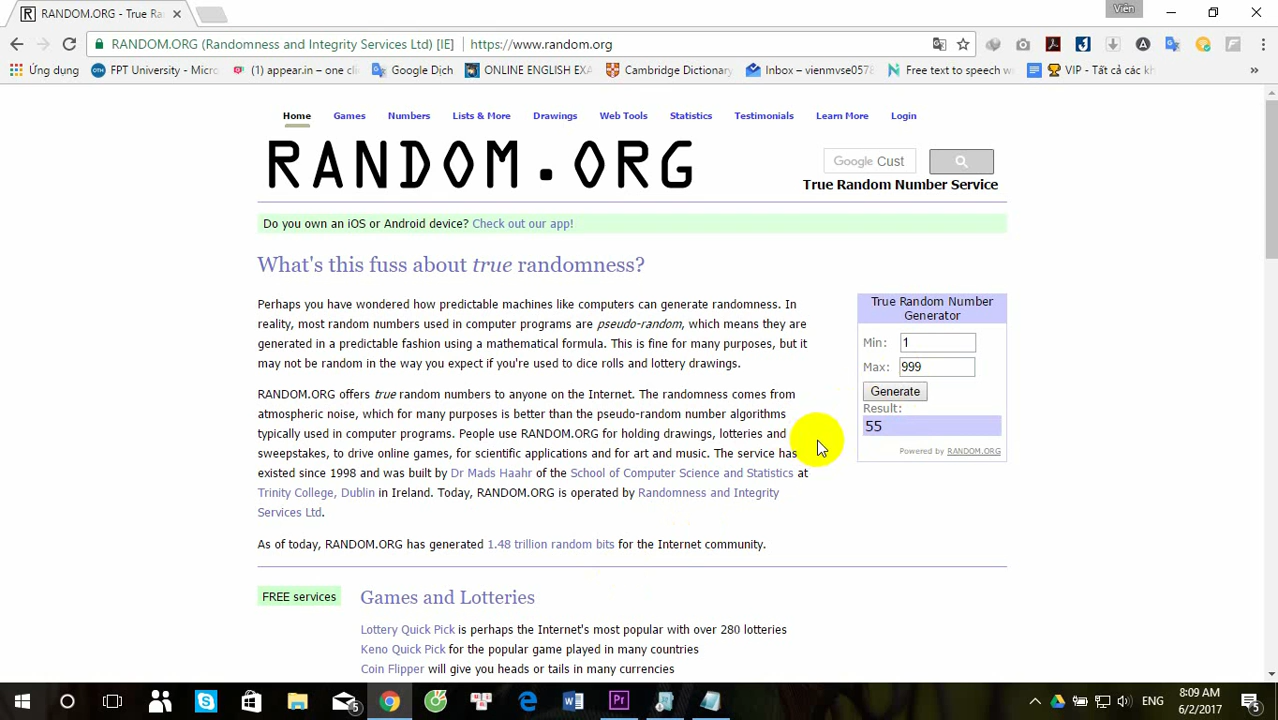 RANDOM.ORG - True Ra
Viên
RANDOM.ORG (Randomness and Integrity Services Ltd) [IE] | https://www.random.org
Ứng dụng FPT University - Micro (1) appear.in – on Google Dịch ONLINE ENGLISH EXA Cambridge Dictionary Inbox – vienmvse0578 Free text to speech w VIP - Tất cả các kh »
Home Games Numbers Lists & More Drawings Web Tools Statistics Testimonials Learn More Login
RANDOM.ORG
Google Cust
True Random Number Service
Do you own an iOS or Android device? Check out our app!
What's this fuss about true randomness?
Perhaps you have wondered how predictable machines like computers can generate randomness. In
reality, most random numbers used in computer programs are pseudo-random, which means they are
generated in a predictable fashion using a mathematical formula. This is fine for many purposes, but it
may not be random in the way you expect if you're used to dice rolls and lottery drawings.
RANDOM.ORG offers true random numbers to anyone on the Internet. The randomness comes from
atmospheric noise, which for many purposes is better than the pseudo-random number algorithms
typically used in computer programs. People use RANDOM.ORG for holding drawings, lotteries and
sweepstakes, to drive online games, for scientific applications and for art and music. The service has
existed since 1998 and was built by Dr Mads Haahr of the School of Computer Science and Statistics at
Trinity College, Dublin in Ireland. Today, RANDOM.ORG is operated by Randomness and Integrity
Services Ltd.
As of today, RANDOM.ORG has generated 1.48 trillion random bits for the Internet community.
True Random Number
Generator
Min: 1
Max: 999
Generate
Result:
55
Powered by RANDOM.ORG
FREE services
Games and Lotteries
Lottery Quick Pick is perhaps the Internet's most popular with over 280 lotteries
Keno Quick Pick for the popular game played in many countries
Coin Flipper will give you heads or tails in many currencies
5
ENG
8:09 AM
6/2/2017
5